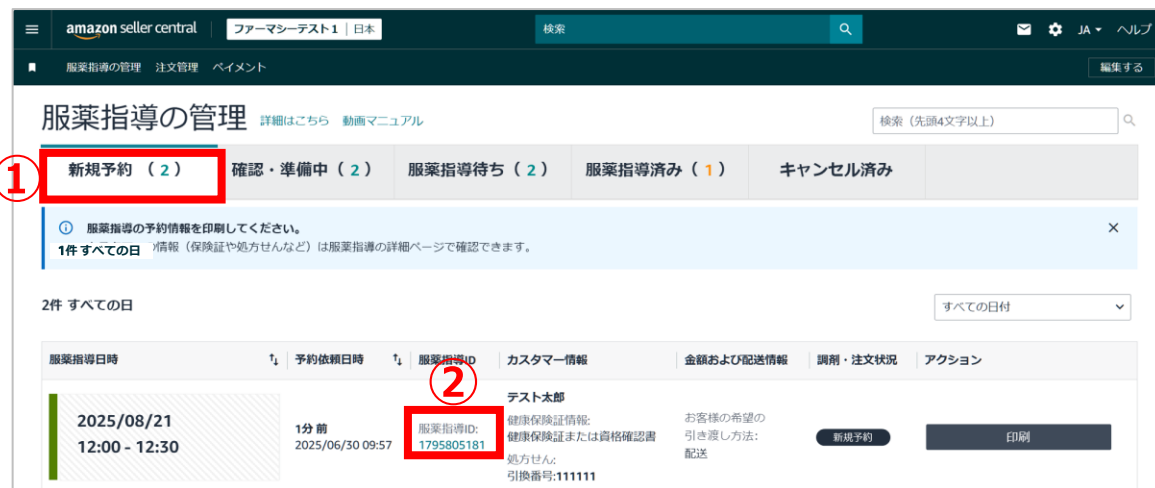 amazon seller central
ファーマシーテスト1 | 日本
検索
JA
ヘルプ
服薬指導の管理 注文管理 ペイメント
編集する
服薬指導の管理 詳細はこちら 動画マニュアル
検索 (先頭4文字以上)
①
新規予約 (2)
確認・準備中 (2)
服薬指導待ち (2)
服薬指導済み (1)
キャンセル済み
服薬指導の予約情報を印刷してください。
1件 すべての日
の情報(保険証や処方せんなど)は服薬指導の詳細ページで確認できます。
2件 すべての日
すべての日付
服薬指導日時
予約依頼日時
服薬指導ID
カスタマー情報
金額および配送情報
調剤・注文状況
アクション
②
2025/08/21
12:00 - 12:30
1分 前
2025/06/30 09:57
服薬指導ID:
1795805181
テスト太郎
健康保険証情報:
健康保険証または資格確認書
処方せん:
引換番号:111111
お客様の希望の
引き渡し方法:
配送
新規予約
印刷